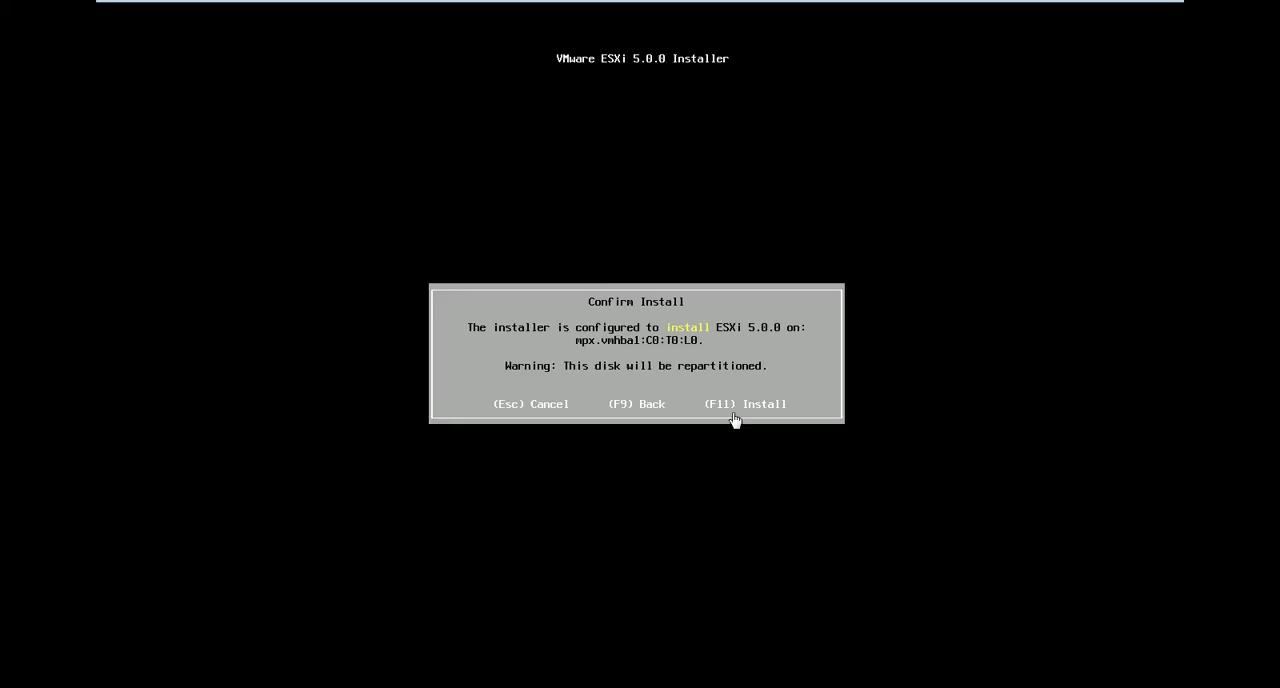 VMware ESXi 5.0.0 Installer
Confirm Install
The installer is configured to install ESXi 5.0.0 on:
mpx.vmhba1:C0:T0:L0.
Warning: This disk will be repartitioned.
(Esc) Cancel (F9) Back (F11) Install